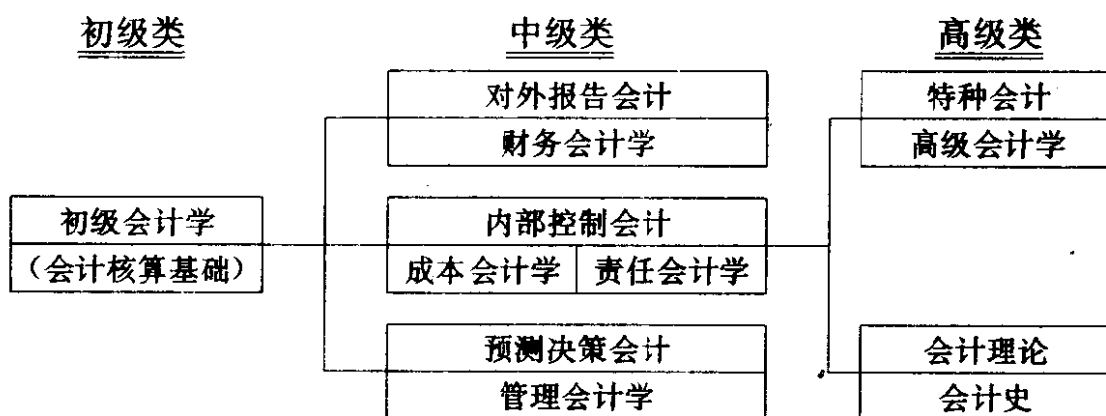 初级类 中级类 高级类
对外报告会计 特种会计
财务会计学 高级会计学
初级会计学 内部控制会计
（会计核算基础） 成本会计学 责任会计学
预测决策会计 会计理论
管理会计学 会计史